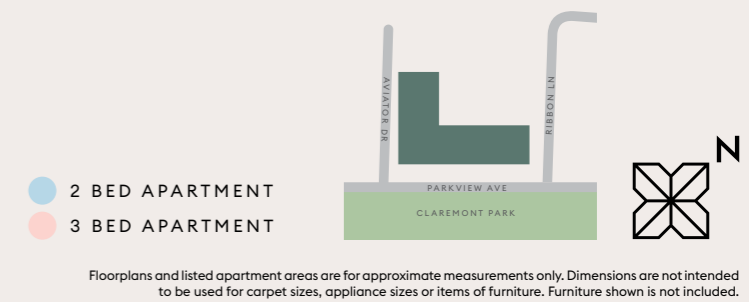 AVIATOR DR
RIBBON LN
N
2 BED APARTMENT
PARKVIEW AVE
3 BED APARTMENT
CLAREMONT PARK
Floorplans and listed apartment areas are for approximate measurements only. Dimensions are not intended
to be used for carpet sizes, appliance sizes or items of furniture. Furniture shown is not included.